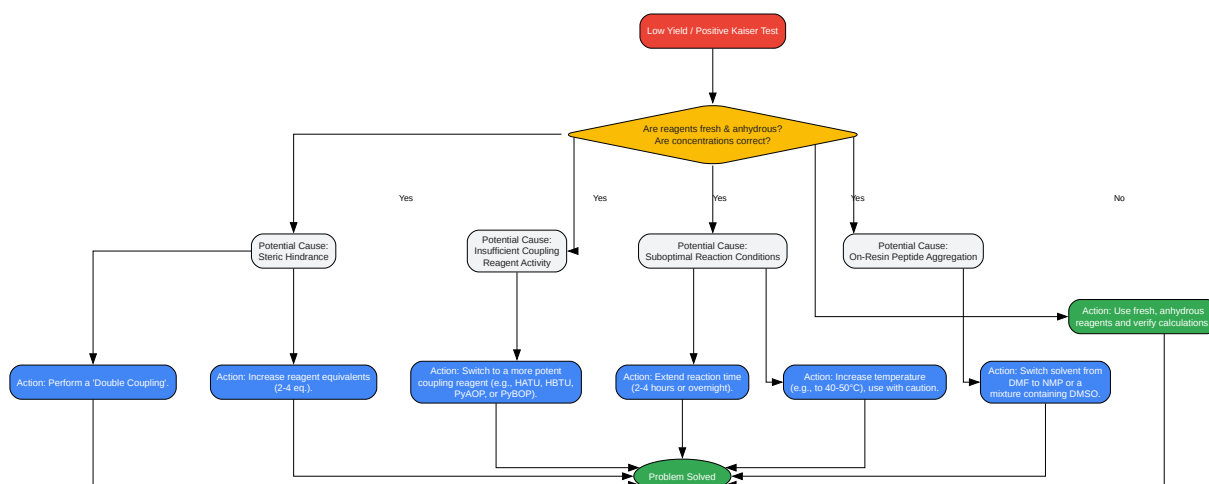 Low Yield / Positive Kaiser Test
Are reagents fresh & anhydrous?
Are concentrations correct?
Yes
Yes
Yes
Yes
No
Potential Cause:
Steric Hindrance
Potential Cause:
Insufficient Coupling
Reagent Activity
Potential Cause:
Suboptimal Reaction Conditions
Potential Cause:
On-Resin Peptide Aggregation
Action: Use fresh, anhydrous
reagents and verify calculations
Action: Perform a 'Double Coupling'.
Action: Increase reagent equivalents
(2-4 eq.).
Action: Switch to a more potent
coupling reagent (e.g., HATU, HBTU,
PyAOP, or PyBOP).
Action: Extend reaction time
(2-4 hours or overnight).
Action: Increase temperature
(e.g., to 40-50°C), use with caution.
Action: Switch solvent from
DMF to NMP or a
mixture containing DMSO.
Problem Solved